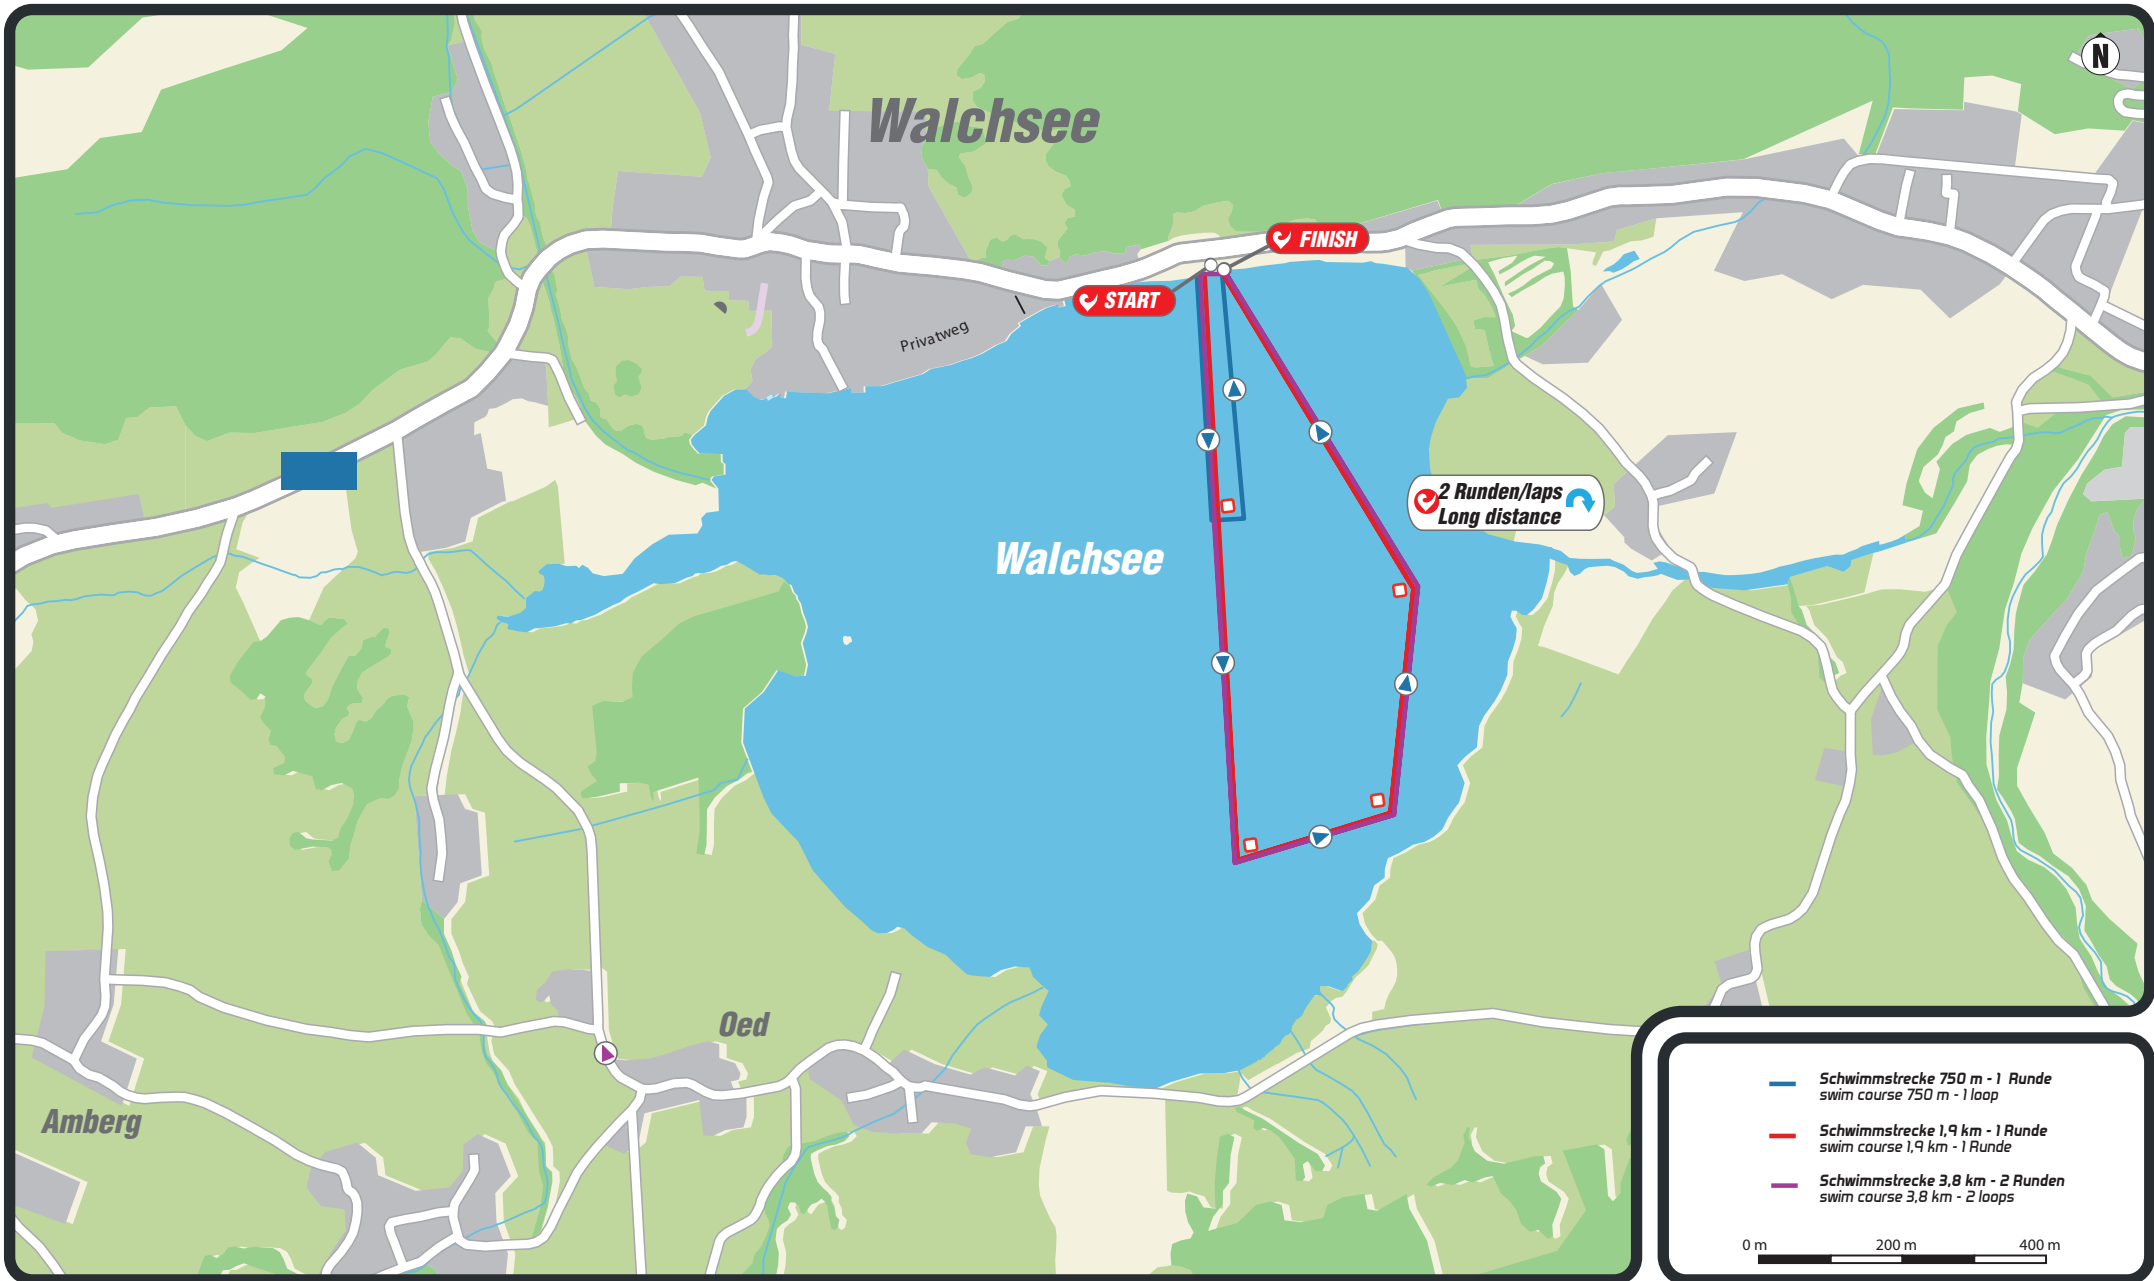 N
Walchsee
FINISH
START
Privatweg
2 Runden/laps
Long distance
Walchsee
Oed
Amberg
Schwimmstrecke 750 m - 1 Runde
swim course 750 m - 1 loop
Schwimmstrecke 1,9 km - 1 Runde
swim course 1,9 km - 1 Runde
Schwimmstrecke 3,8 km - 2 Runden
swim course 3,8 km - 2 loops
0 m 200 m 400 m